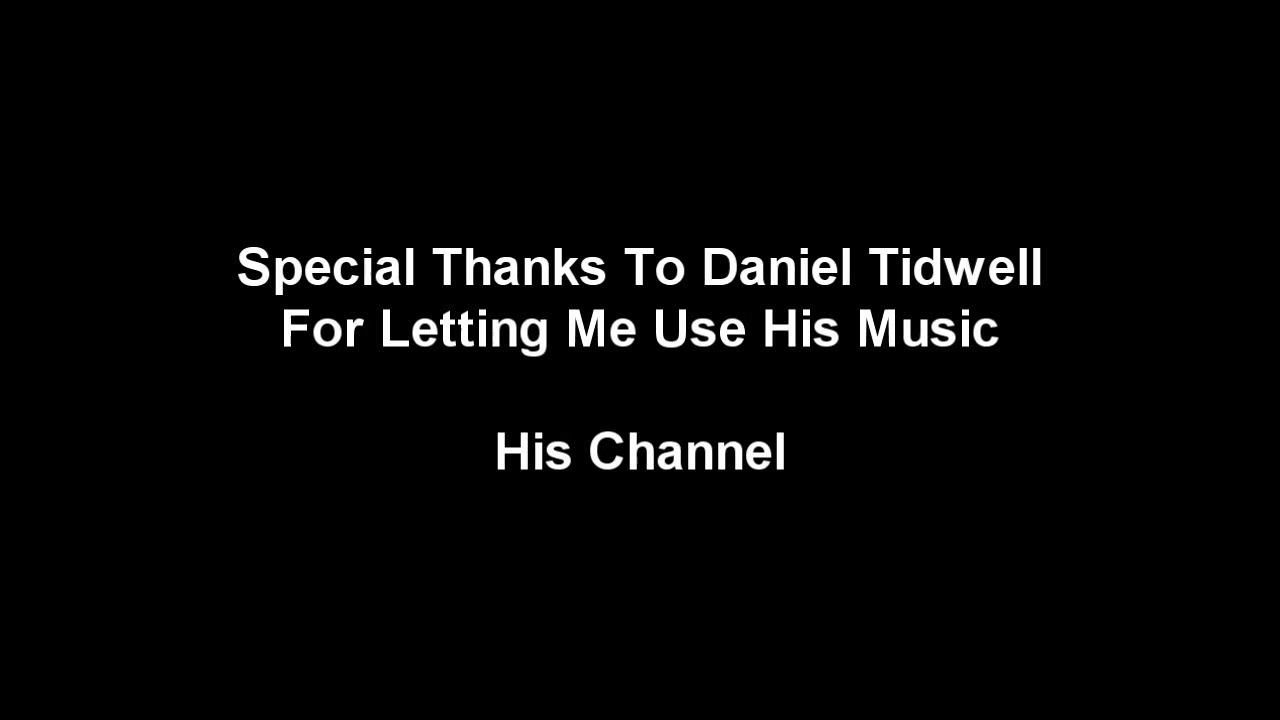 Special Thanks To Daniel Tidwell
For Letting Me Use His Music
His Channel